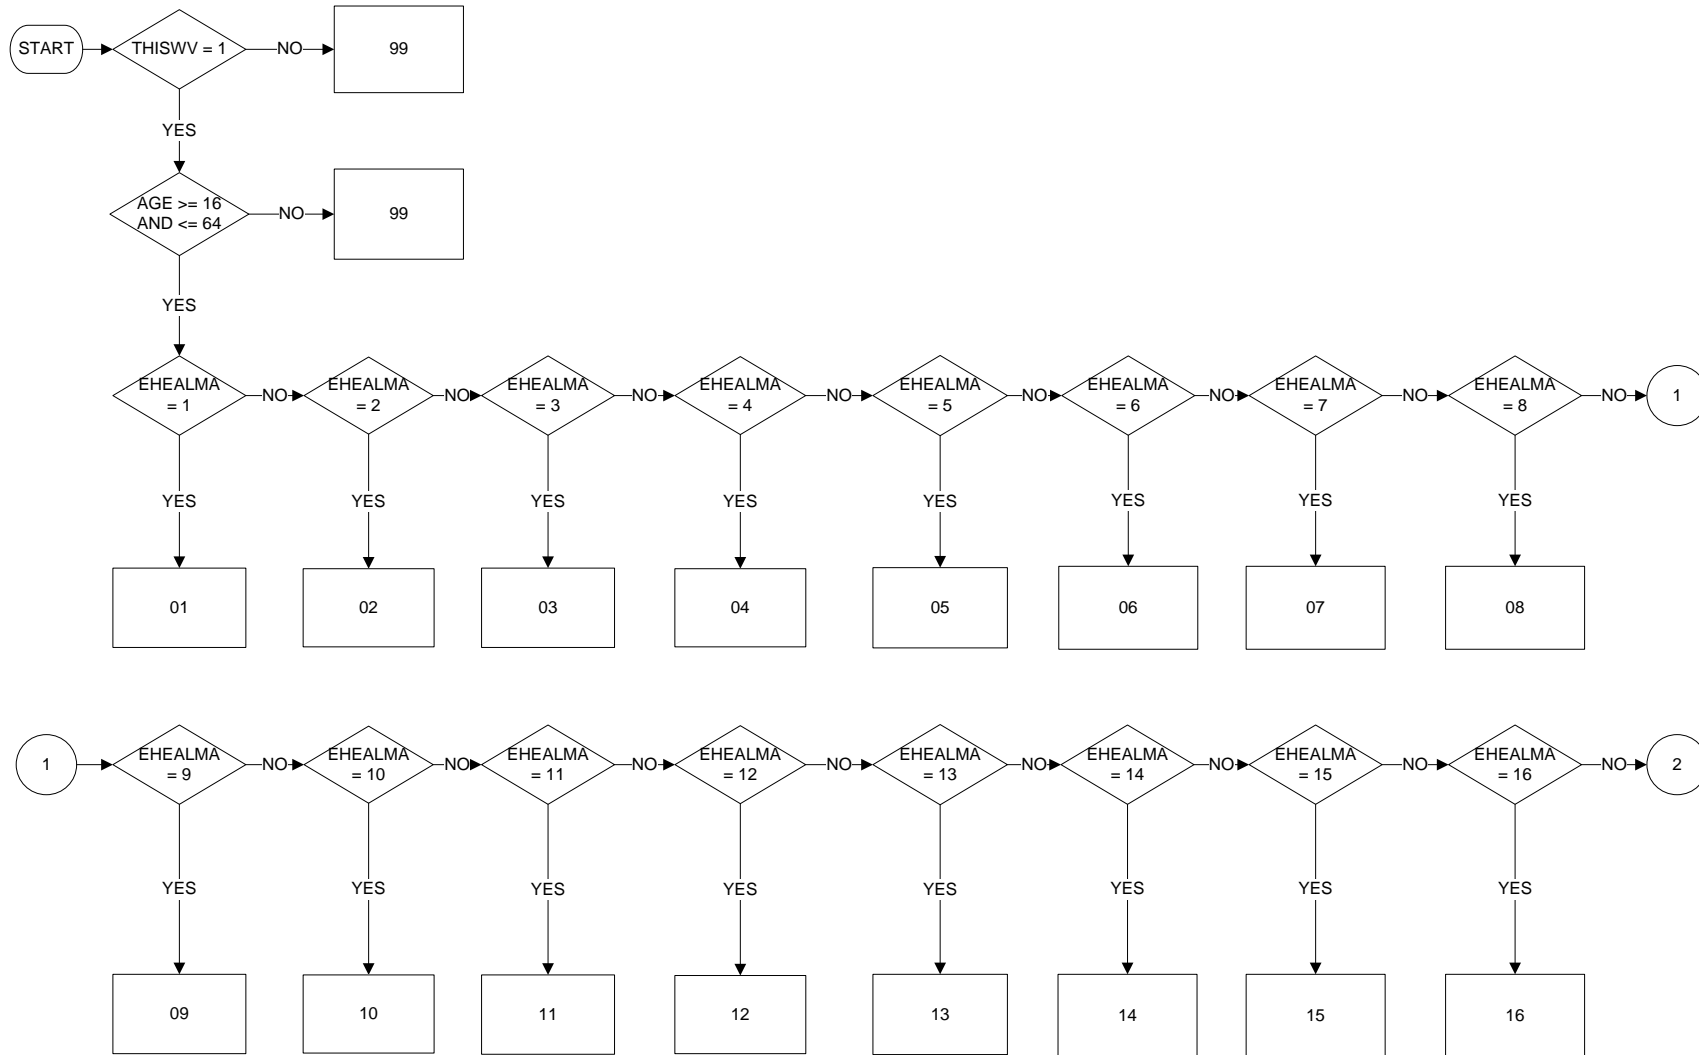 START
THISWV = 1
NO
99
YES
AGE >= 16
AND <= 64
NO
99
YES
EHEALMA
= 1
NO
EHEALMA
= 2
NO
EHEALMA
= 3
NO
EHEALMA
= 4
NO
EHEALMA
= 5
NO
EHEALMA
= 6
NO
EHEALMA
= 7
NO
EHEALMA
= 8
NO
1
YES
YES
YES
YES
YES
YES
YES
YES
01
02
03
04
05
06
07
08
1
EHEALMA
= 9
NO
EHEALMA
= 10
NO
EHEALMA
= 11
NO
EHEALMA
= 12
NO
EHEALMA
= 13
NO
EHEALMA
= 14
NO
EHEALMA
= 15
NO
EHEALMA
= 16
NO
2
YES
YES
YES
YES
YES
YES
YES
YES
09
10
11
12
13
14
15
16